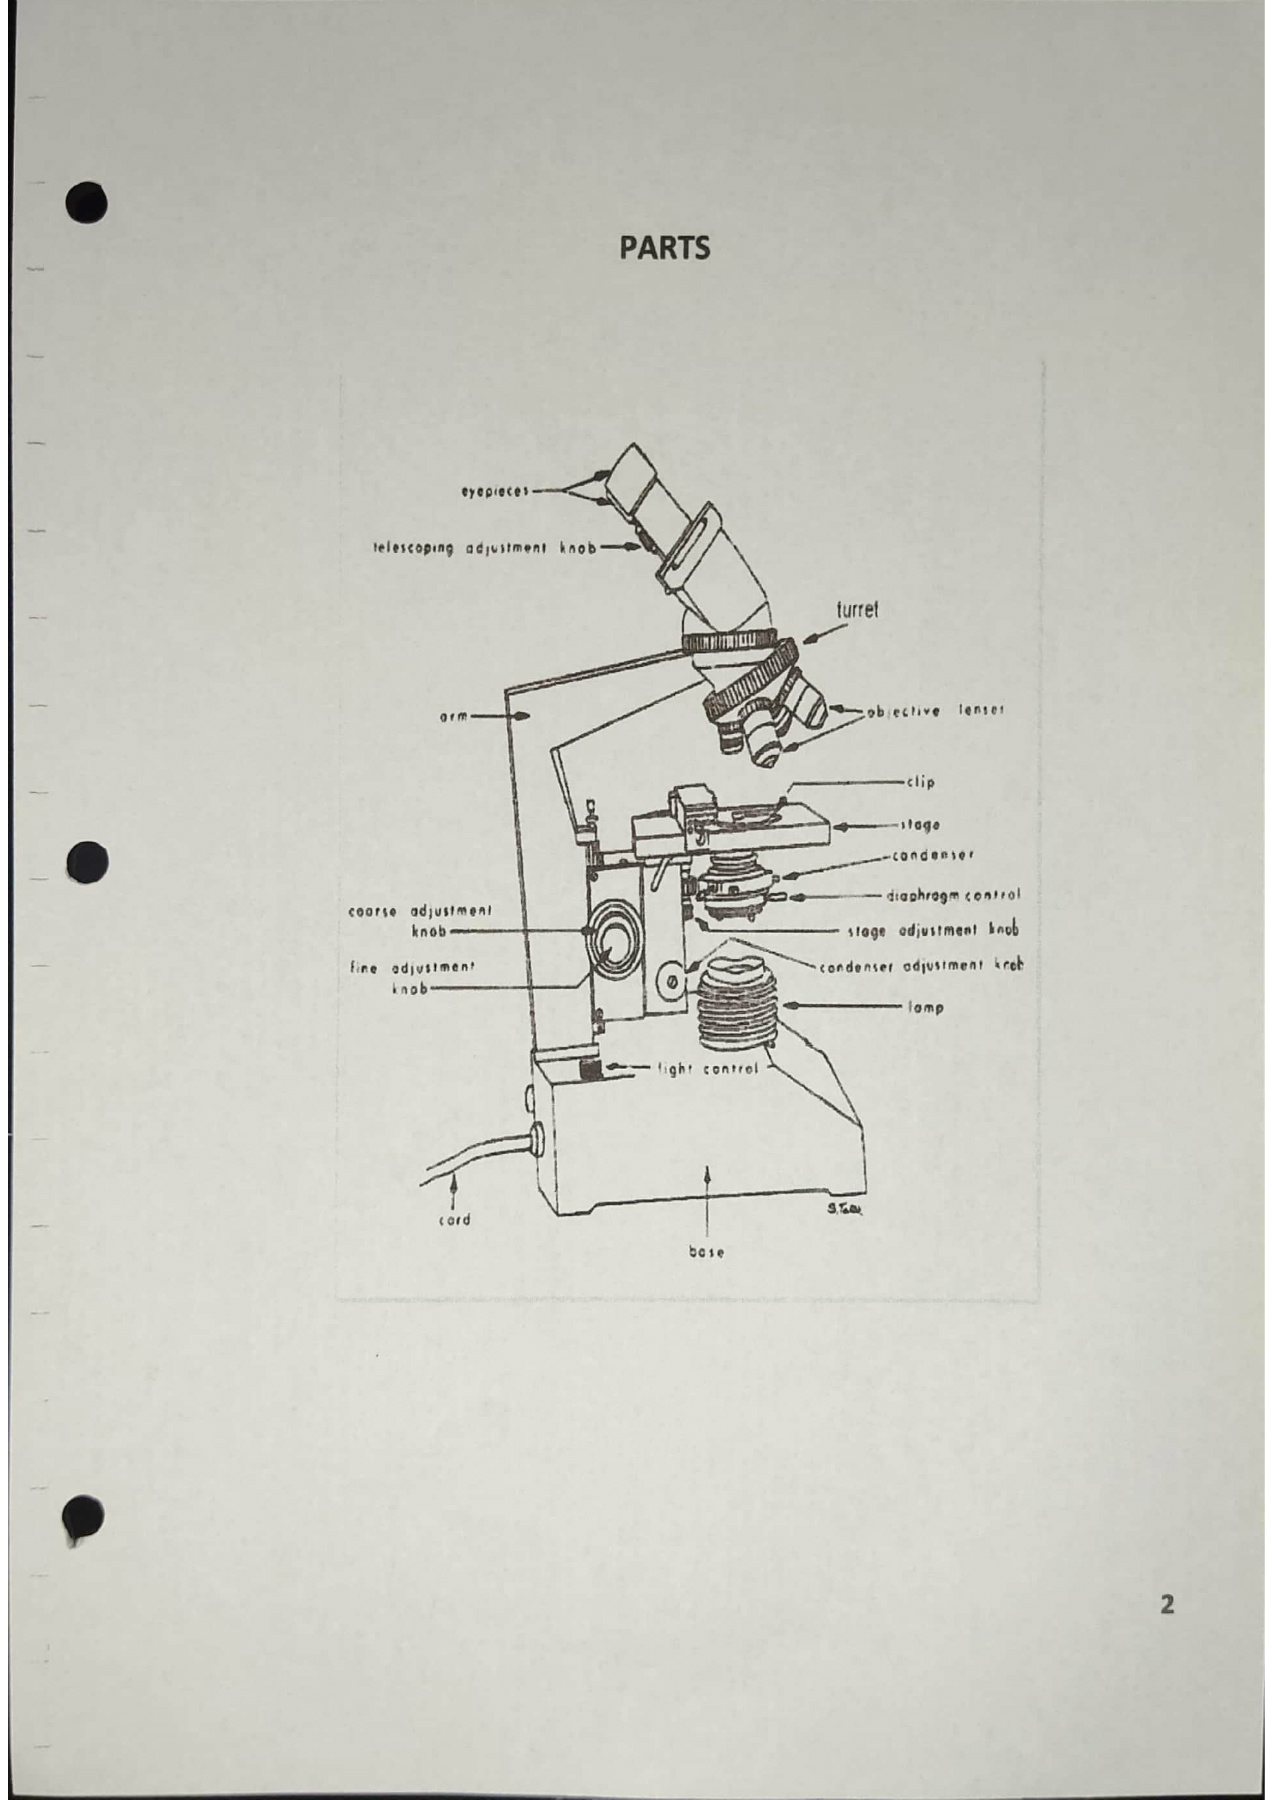 PARTS
eyepieces
telescoping adjustment knob
turret
arm
objective lenses
clip
stage
condenser
diaphragm control
coarse adjustment
knob
stage adjustment knob
fine adjustment
knob
condenser adjustment knob
lamp
light control
cord
base
2